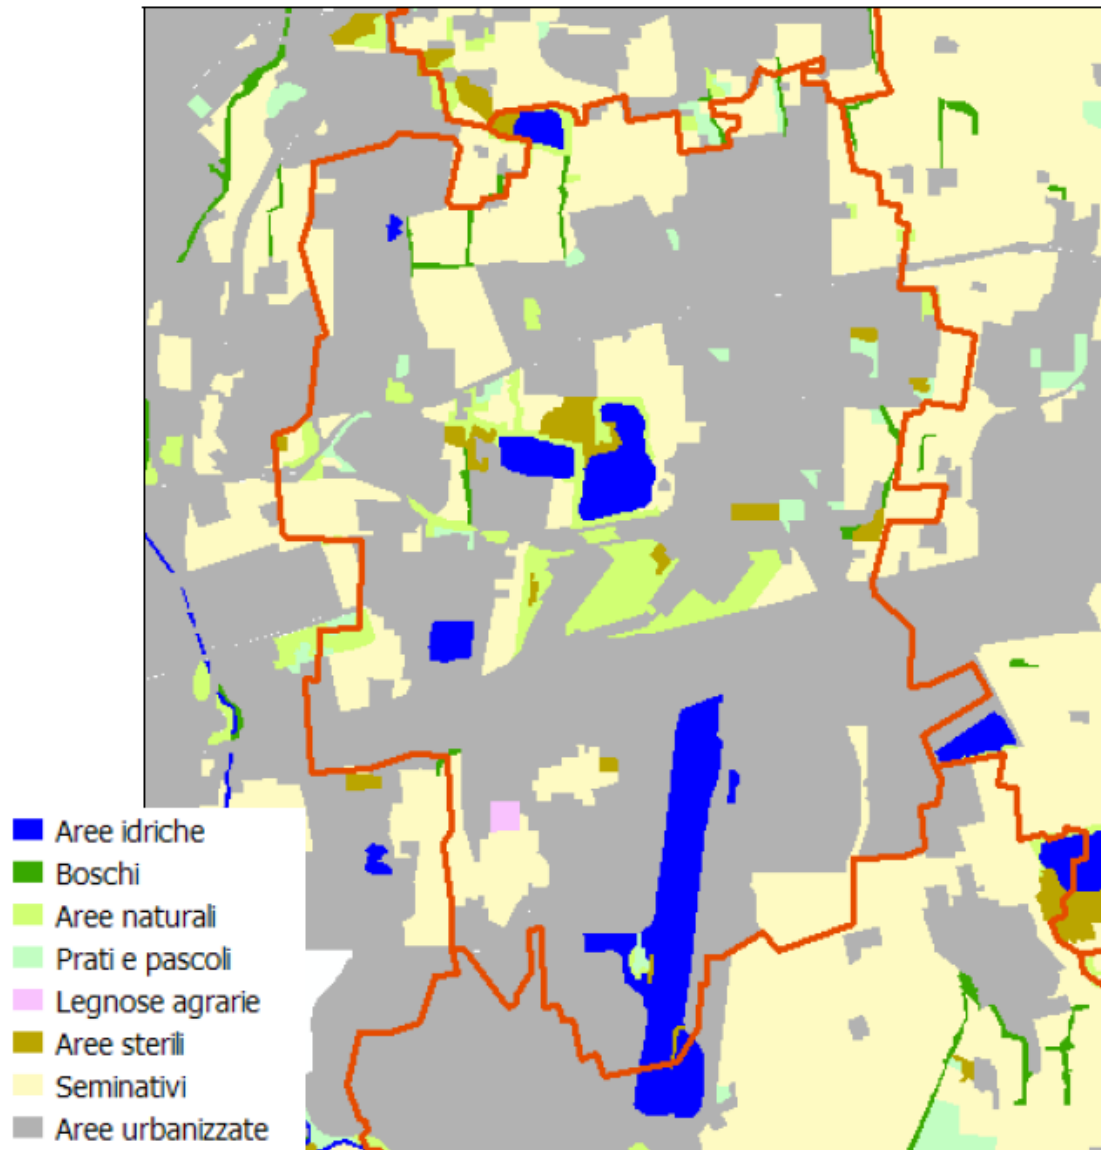 Aree idriche
Boschi
Aree naturali
Prati e pascoli
Legnose agrarie
Aree sterili
Seminativi
Aree urbanizzate